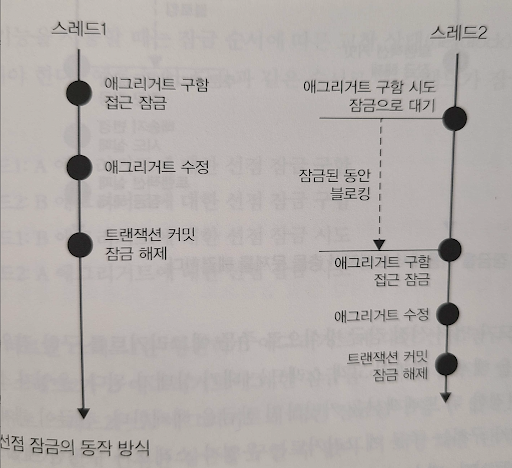 스레드1
애그리거트 구함
접근 잠금
애그리거트 수정
트랜잭션 커밋
잠금 해제
스레드2
애그리거트 구함 시도
잠금으로 대기
잠금된 동안
블로킹
애그리거트 구함
접근 잠금
애그리거트 수정
트랜잭션 커밋
잠금 해제
선점 잠금의 동작 방식